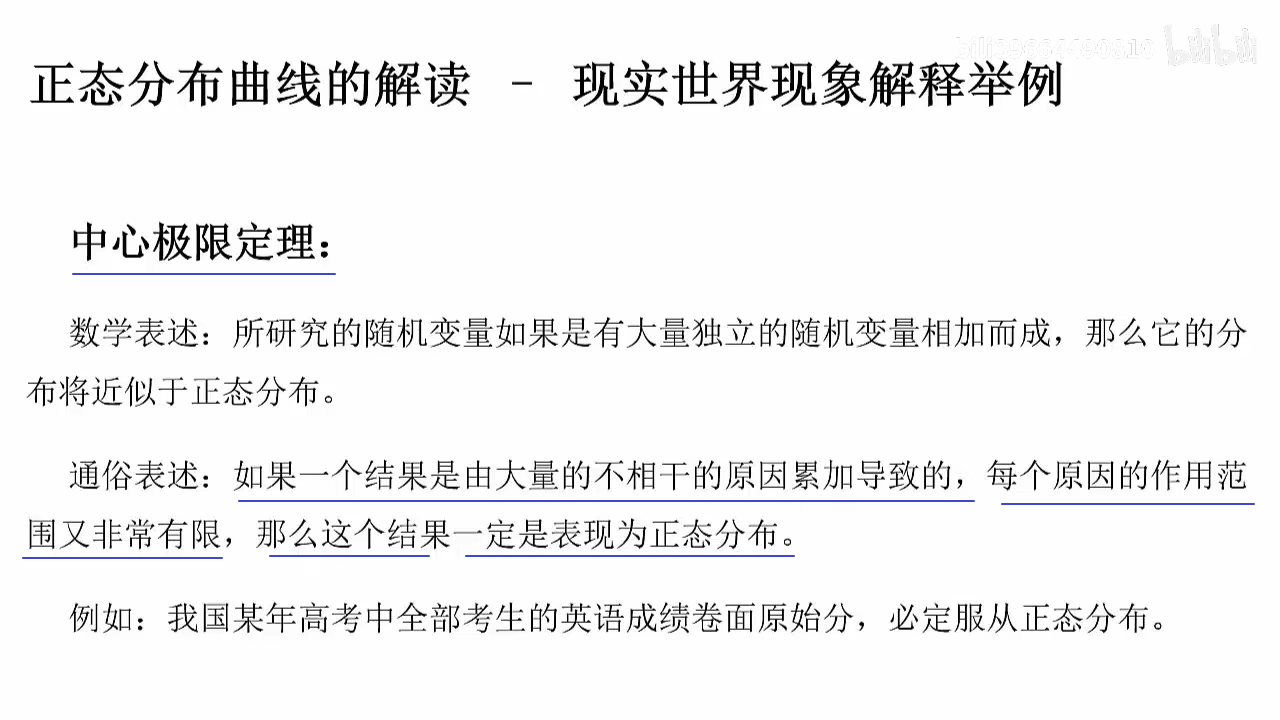 bilibili
正态分布曲线的解读 - 现实世界现象解释举例
中心极限定理：
数学表述：所研究的随机变量如果是有大量独立的随机变量相加而成，那么它的分
布将近似于正态分布。
通俗表述：如果一个结果是由大量的不相干的原因累加导致的，每个原因的作用范
围又非常有限，那么这个结果一定是表现为正态分布。
例如：我国某年高考中全部考生的英语成绩卷面原始分，必定服从正态分布。